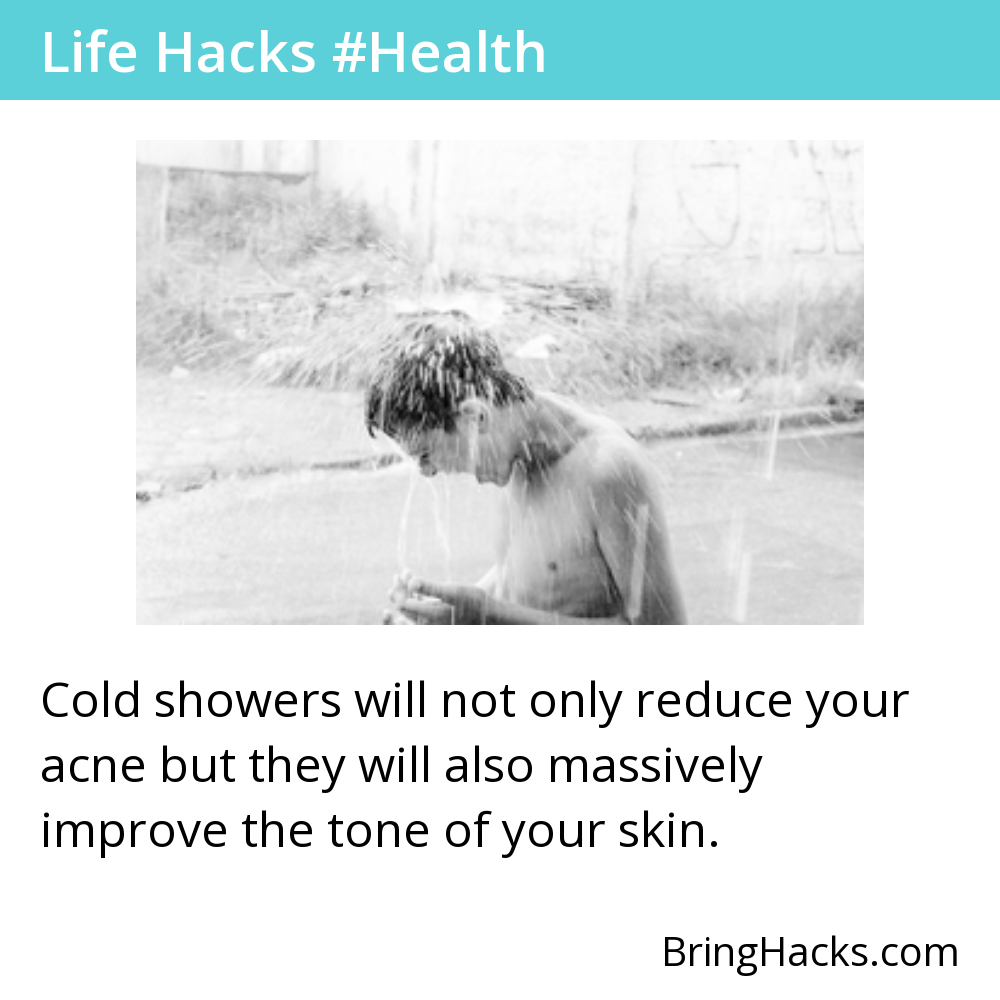 Life Hacks #Health
Cold showers will not only reduce your
acne but they will also massively
improve the tone of your skin.
BringHacks.com